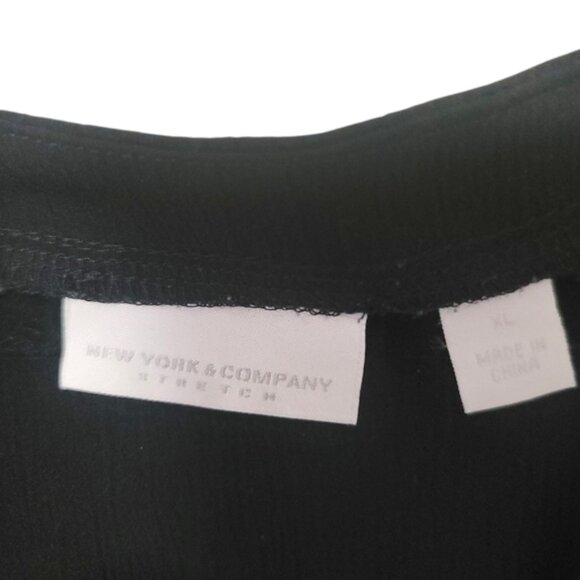 NEW YORK & COMPANY
STRETCH
XL
MADE IN
CHINA